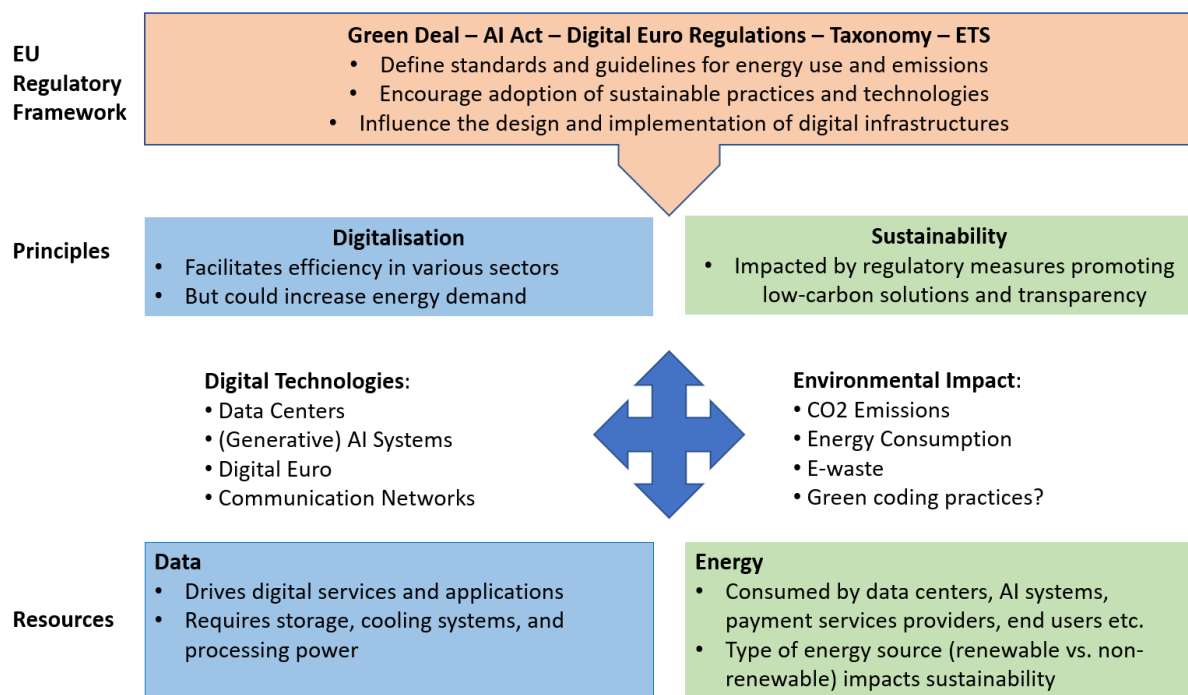 EU
Regulatory
Framework
Green Deal – AI Act – Digital Euro Regulations – Taxonomy – ETS
• Define standards and guidelines for energy use and emissions
• Encourage adoption of sustainable practices and technologies
• Influence the design and implementation of digital infrastructures
Principles
Digitalisation
• Facilitates efficiency in various sectors
• But could increase energy demand
Sustainability
• Impacted by regulatory measures promoting
low-carbon solutions and transparency
Digital Technologies:
• Data Centers
• (Generative) AI Systems
• Digital Euro
• Communication Networks
Environmental Impact:
• CO2 Emissions
• Energy Consumption
• E-waste
• Green coding practices?
Resources
Data
• Drives digital services and applications
• Requires storage, cooling systems, and
processing power
Energy
• Consumed by data centers, AI systems,
payment services providers, end users etc.
• Type of energy source (renewable vs. non-
renewable) impacts sustainability